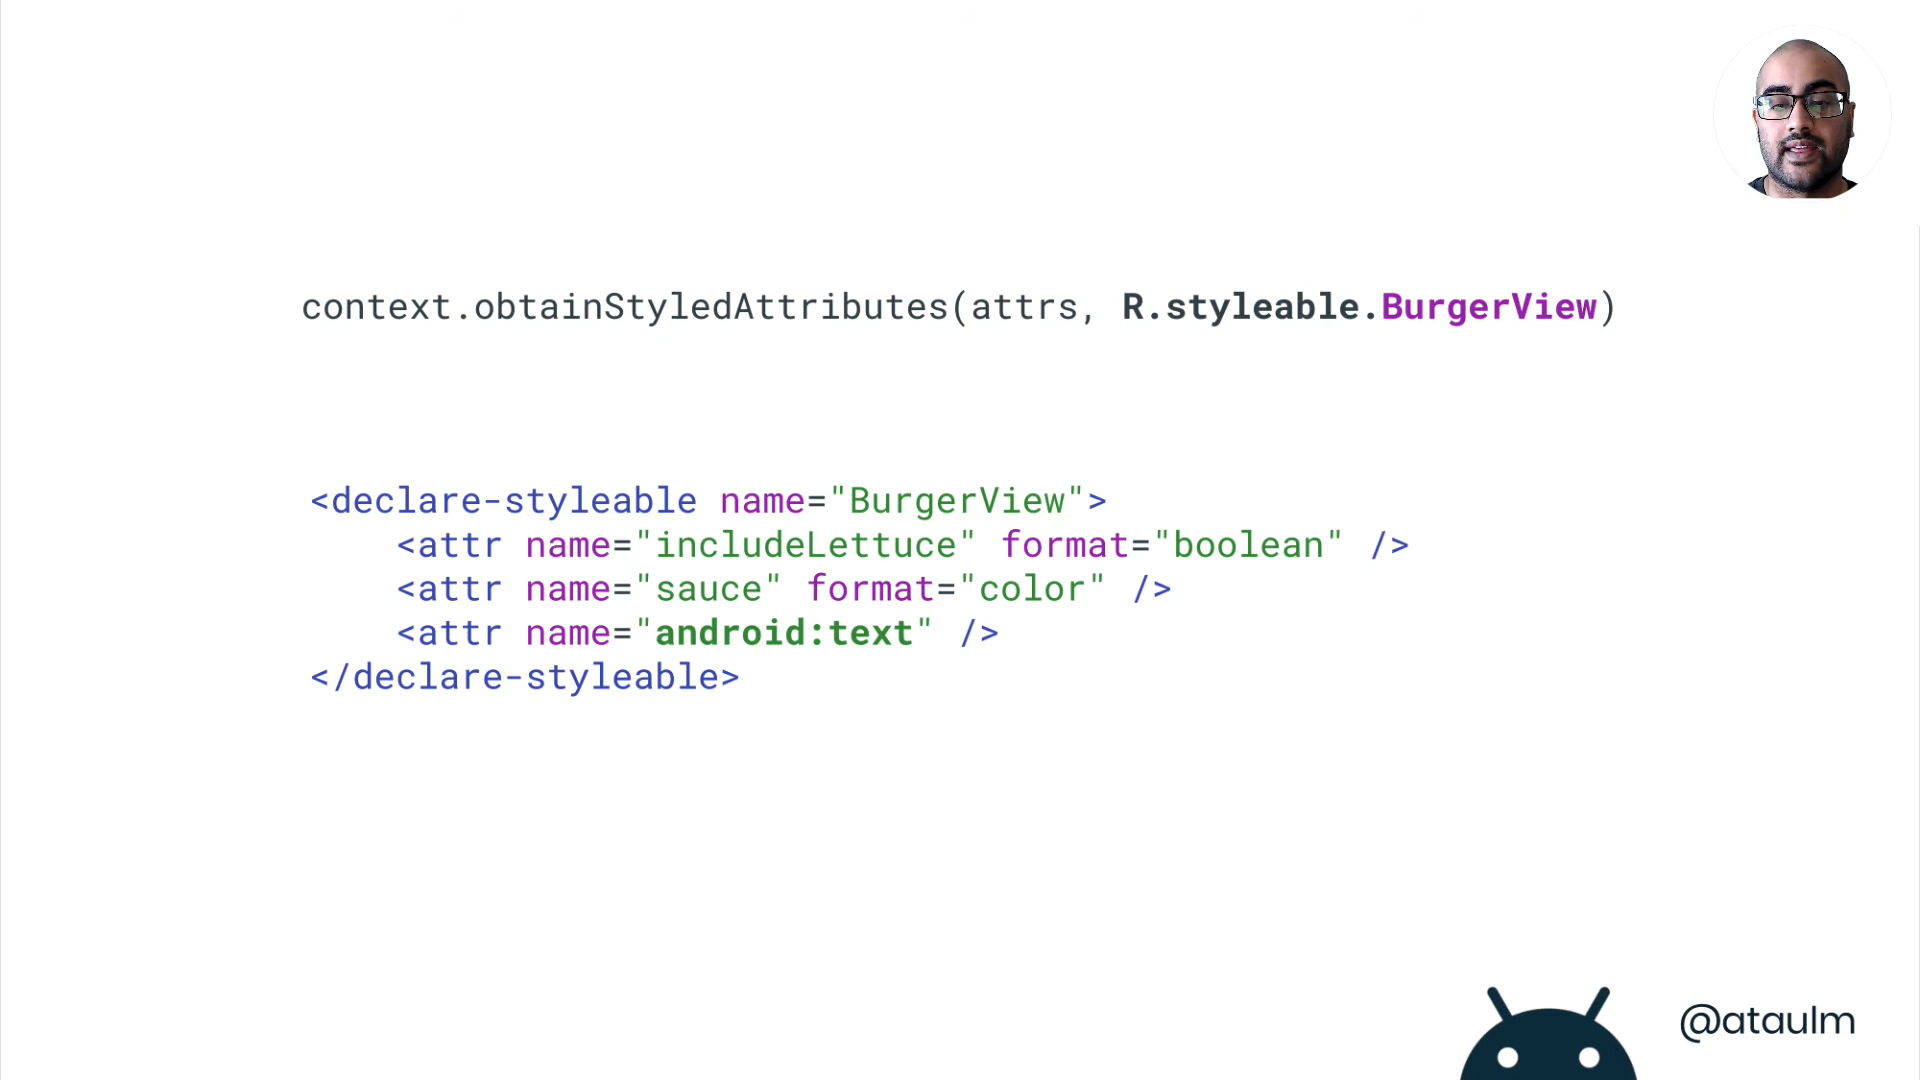 context.obtainStyledAttributes(attrs, R.styleable.BurgerView)
<declare-styleable name="BurgerView">
    <attr name="includeLettuce" format="boolean" />
    <attr name="sauce" format="color" />
    <attr name="android:text" />
</declare-styleable>
@ataulm